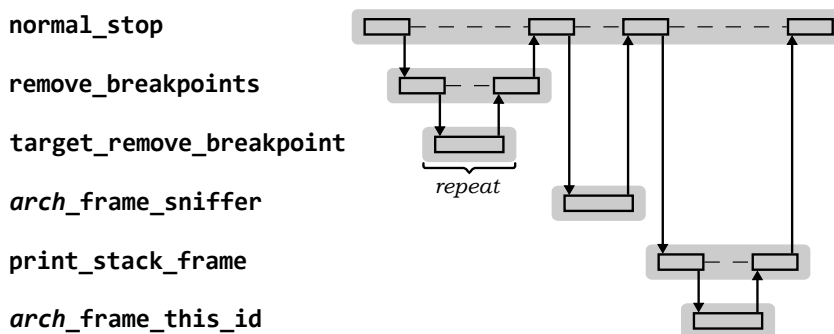 normal_stop
remove_breakpoints
target_remove_breakpoint
repeat
arch_frame_sniffer
print_stack_frame
arch_frame_this_id